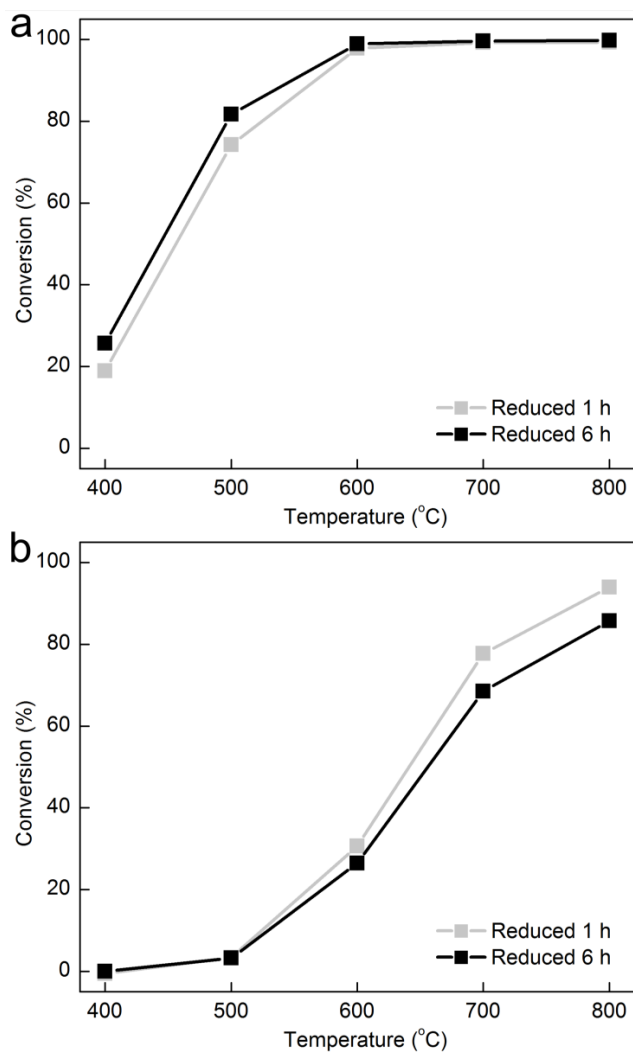 a
100
80
60
40
20
0
Conversion (%)
Reduced 1 h
Reduced 6 h
400 500 600 700 800
Temperature (°C)
b
100
80
60
40
20
0
Conversion (%)
Reduced 1 h
Reduced 6 h
400 500 600 700 800
Temperature (°C)